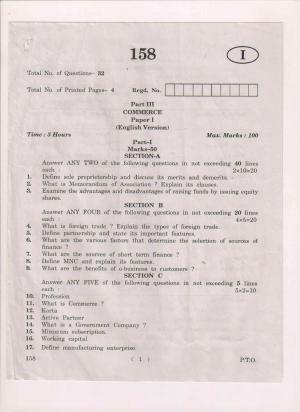 158
I
Total No. of Questions- 32
Total No. of Printed Pages- 4 Regd. No.
Part III
COMMERCE
Paper I
(English Version)
Time : 3 Hours Max. Marks : 100
Part-I
Marks-50
SECTION-A
Answer ANY TWO of the following questions in not exceeding 40 lines
each : 2×10=20
1. Define sole proprietorship and discuss its merits and demerits.
2. What is Memorandum of Association ? Explain its clauses.
3. Examine the advantages and disadvantages of raising funds by issuing equity
shares.
SECTION B
Answer ANY FOUR of the following questions in not exceeding 20 lines
each : 4×5=20
4. What is foreign trade ? Explain the types of foreign trade.
5. Define partnership and state its important features.
6. What are the various factors that determine the selection of sources of
finance ?
7. What are the sources of short term finance ?
8. Define MNC and explain its features.
9. What are the benefits of e-business to customers ?
SECTION C
Answer ANY FIVE of the following questions in not exceeding 5 lines
each : 5×2=10
10. Profession
11. What is Commerce ?
12. Karta
13. Active Partner
14. What is a Government Company ?
15. Minimum subscription.
16. Working capital
17. Define manufacturing enterprise.
158 ( 1 ) P.T.O.